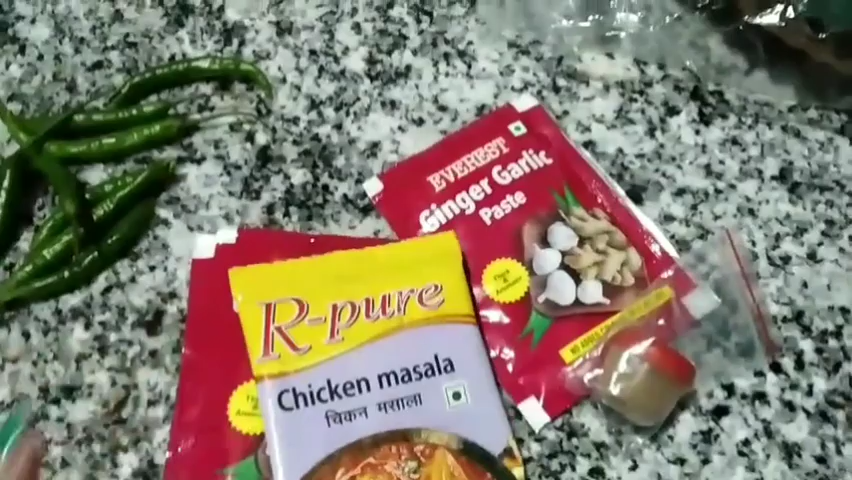 EVEREST
Ginger Garlic
Paste
R-pure
Chicken masala
चिकन मसाला